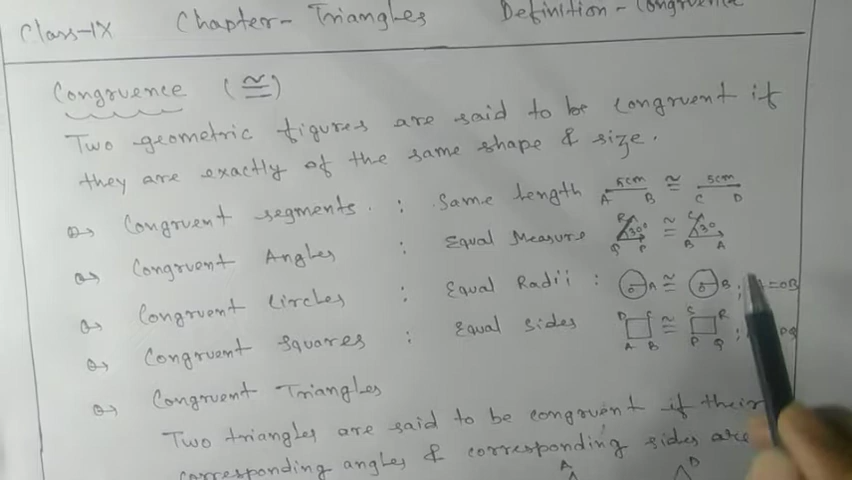 Class-IX Chapter- Triangles Definition - Congruence
Congruence (≅)
Two geometric figures are said to be congruent if
they are exactly of the same shape & size.
Congruent segments. : Same length 5cm A B ≅ 5cm C D
Congruent Angles : Equal Measure R 30° Q P ≅ C 30 B A
Congruent Circles : Equal Radii : O A ≅ O B ; =OB
Congruent Squares : Equal sides D C A B ≅ S R P Q ;
Congruent Triangles
Two triangles are said to be congruent if their
corresponding angles & corresponding sides are
A D